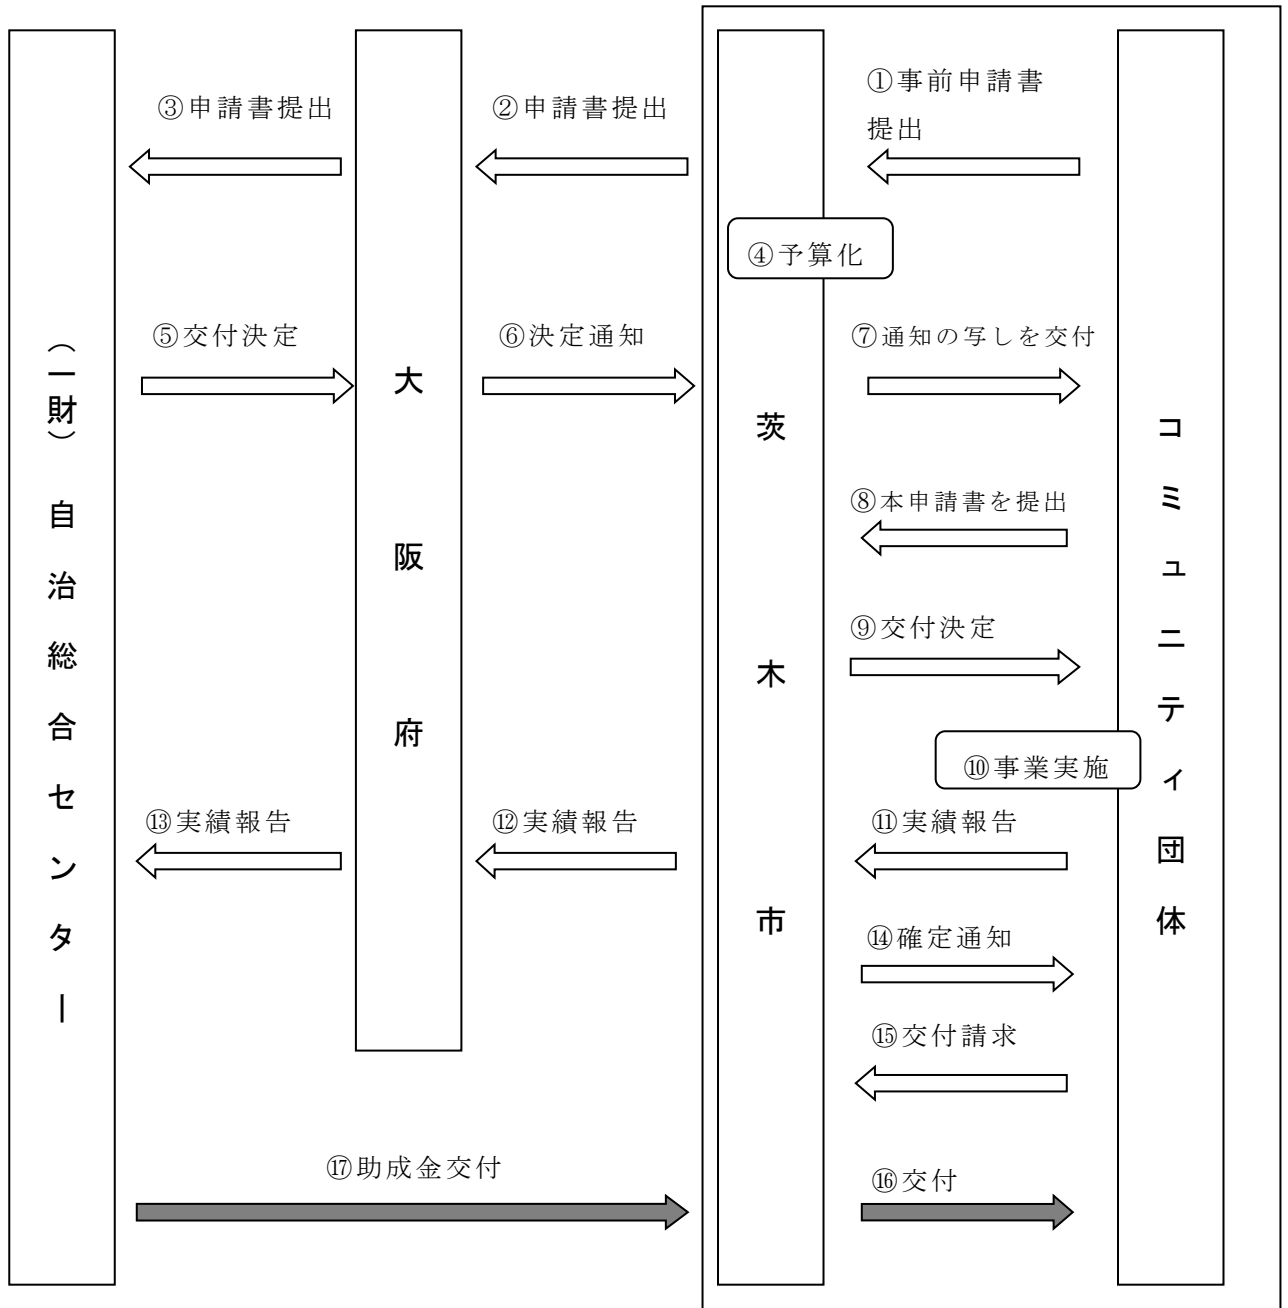 ①事前申請書
提出
②申請書提出
③申請書提出
④予算化
⑤交付決定
⑥決定通知
⑦通知の写しを交付
⑧本申請書を提出
⑨交付決定
⑩事業実施
⑪実績報告
⑫実績報告
⑬実績報告
⑭確定通知
⑮交付請求
⑯交付
⑰助成金交付
（一財）自治総合センター
大阪府
茨木市
コミュニティ団体